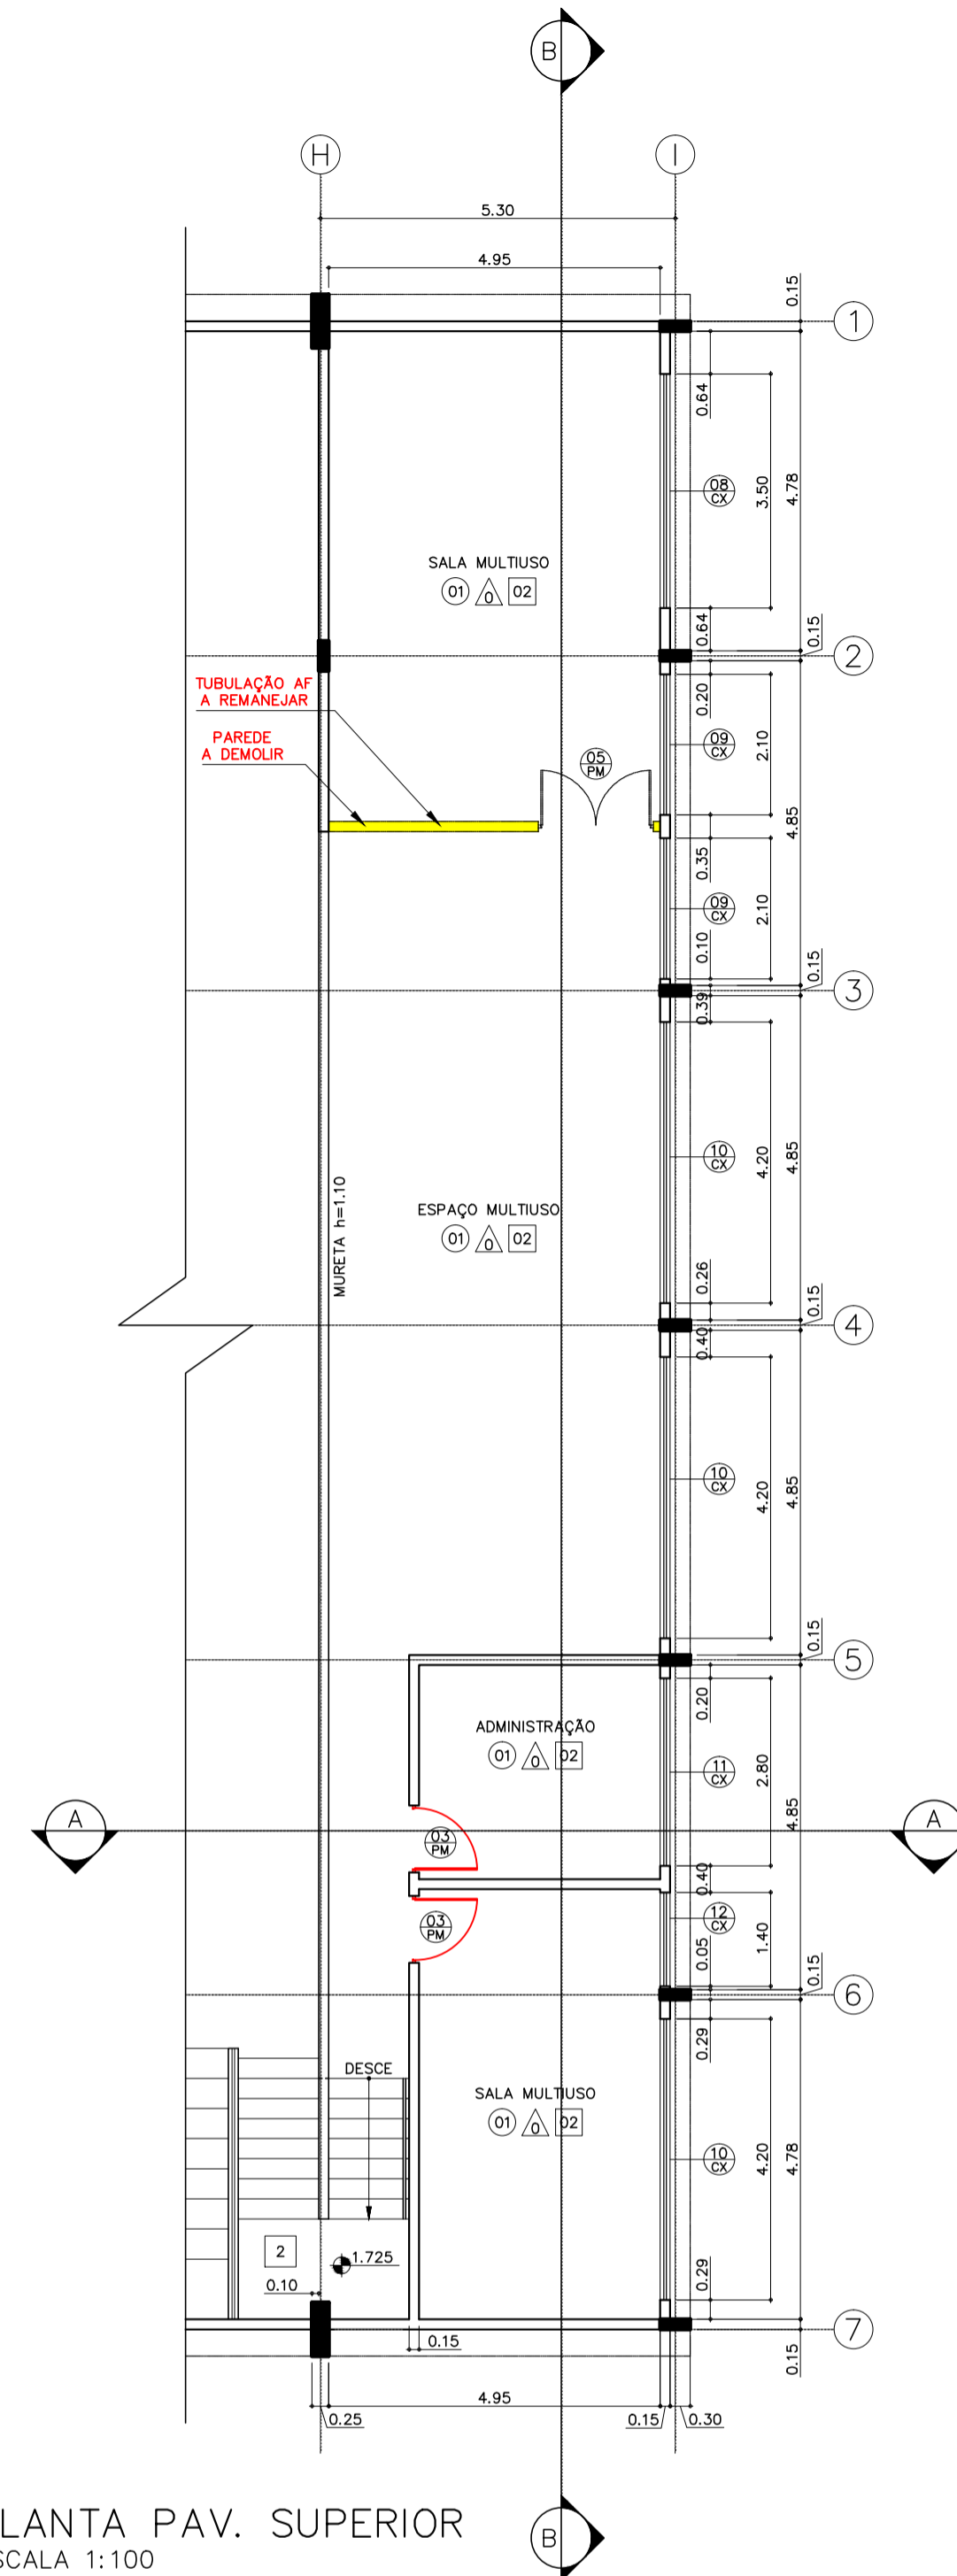 B
H
I
5.30
4.95
0.15
1
0.64
3.50
4.78
08
CX
SALA MULTIUSO
01
0
02
0.64
0.15
2
TUBULAÇÃO AF
A REMANEJAR
0.20
PAREDE
A DEMOLIR
05
PM
09
CX
2.10
4.85
0.35
09
CX
2.10
0.10
0.15
3
0.39
MURETA h=1.10
10
CX
4.20
4.85
ESPAÇO MULTIUSO
01
0
02
0.26
0.15
4
0.40
10
CX
4.20
4.85
0.15
5
0.20
ADMINISTRAÇÃO
01
0
02
11
CX
2.80
4.85
A
A
03
PM
0.40
03
PM
12
CX
1.40
0.05
0.15
6
0.29
DESCE
SALA MULTIUSO
01
0
02
10
CX
4.20
4.78
2
1.725
0.10
0.29
7
0.15
0.15
4.95
0.25
0.15
0.30
LANTA PAV. SUPERIOR
SCALA 1:100
B